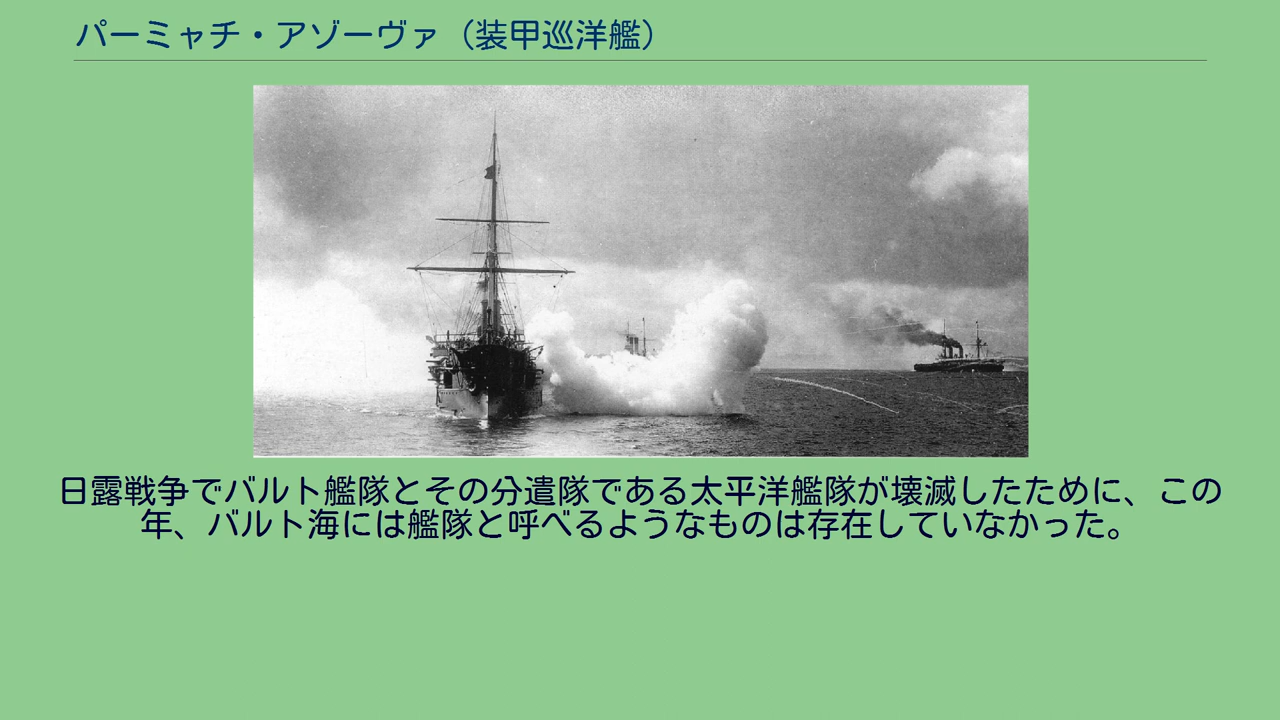 パーミャチ・アゾーヴァ（装甲巡洋艦）
日露戦争でバルト艦隊とその分遣隊である太平洋艦隊が壊滅したために、この
年、バルト海には艦隊と呼べるようなものは存在していなかった。